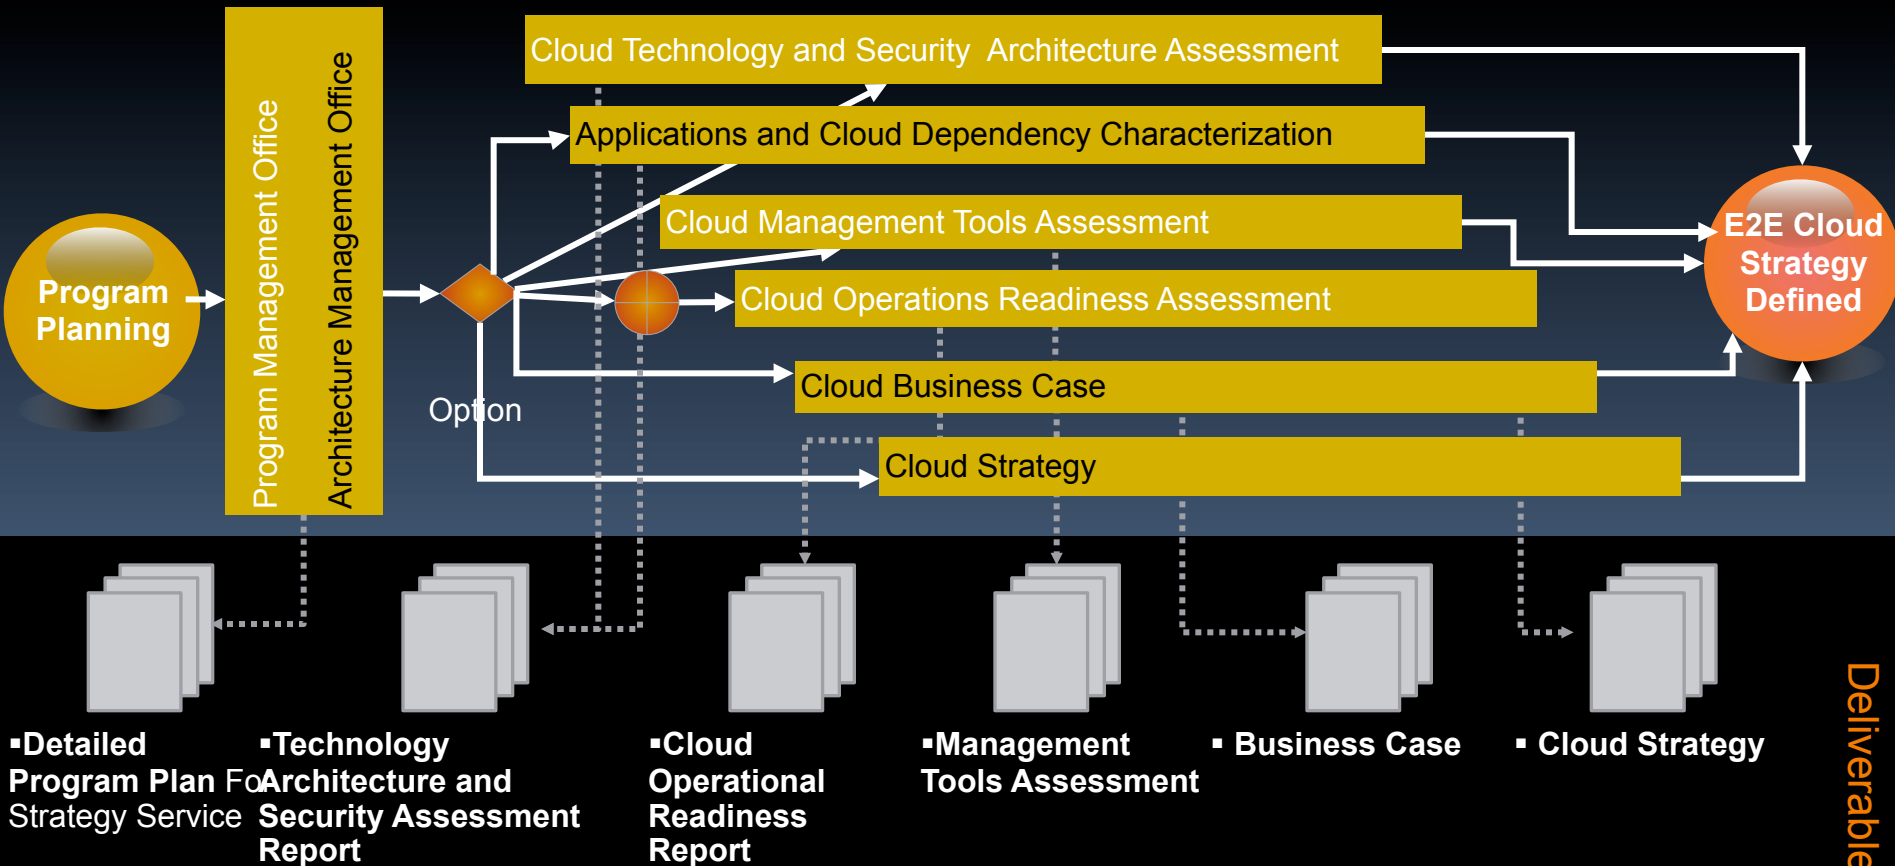 Cloud Technology and Security  Architecture Assessment
Applications and Cloud Dependency Characterization
Cloud Management Tools Assessment
Cloud Operations Readiness Assessment
Cloud Business Case
Cloud Strategy
Program
Planning
Program Management Office
Architecture Management Office
Option
E2E Cloud
Strategy
Defined
▪Detailed
Program Plan For
Strategy Service
▪Technology
Architecture and
Security Assessment
Report
▪Cloud
Operational
Readiness
Report
▪Management
Tools Assessment
▪ Business Case
▪ Cloud Strategy
Deliverable